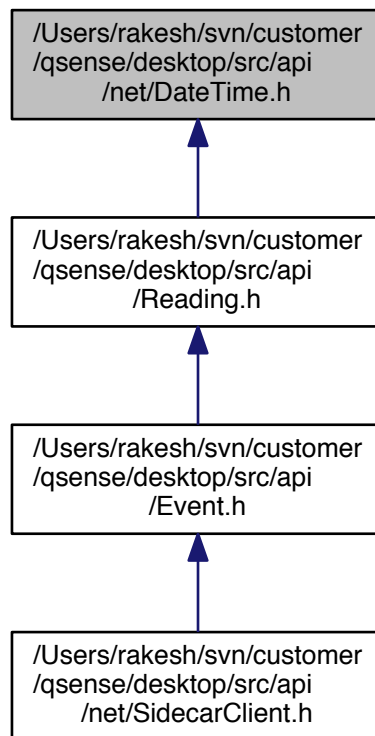 /Users/rakesh/svn/customer
/qsense/desktop/src/api
/net/DateTime.h
/Users/rakesh/svn/customer
/qsense/desktop/src/api
/Reading.h
/Users/rakesh/svn/customer
/qsense/desktop/src/api
/Event.h
/Users/rakesh/svn/customer
/qsense/desktop/src/api
/net/SidecarClient.h